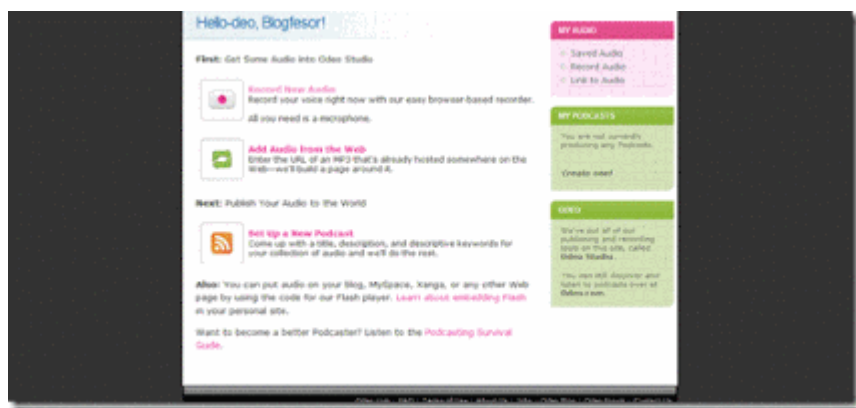 Hello-deo, Blogfesor!
First: Get Some Audio into Odeo Studio
Record New Audio
Record your voice right now with our easy browser-based recorder.
All you need is a microphone.
Add Audio from the Web
Enter the URL of an MP3 that's already hosted somewhere on the
Web—we'll build a page around it.
Next: Publish Your Audio to the World
Set Up a New Podcast
Come up with a title, description, and descriptive keywords for
your collection of audio and we'll do the rest.
Also: You can put audio on your Blog, MySpace, Xanga, or any other Web
page by using the code for our Flash player. Learn about embedding Flash
in your personal site.
Want to become a better Podcaster? Listen to the Podcasting Survival
Guide.
MY AUDIO
Saved Audio
Record Audio
Link to Audio
MY PODCASTS
You are not currently
producing any Podcasts.
Create one!
ODEO
We've put all of our
publishing and recording
tools on this site, called
Odeo Studio.
You can still discover and
listen to podcasts over at
Odeo.com.